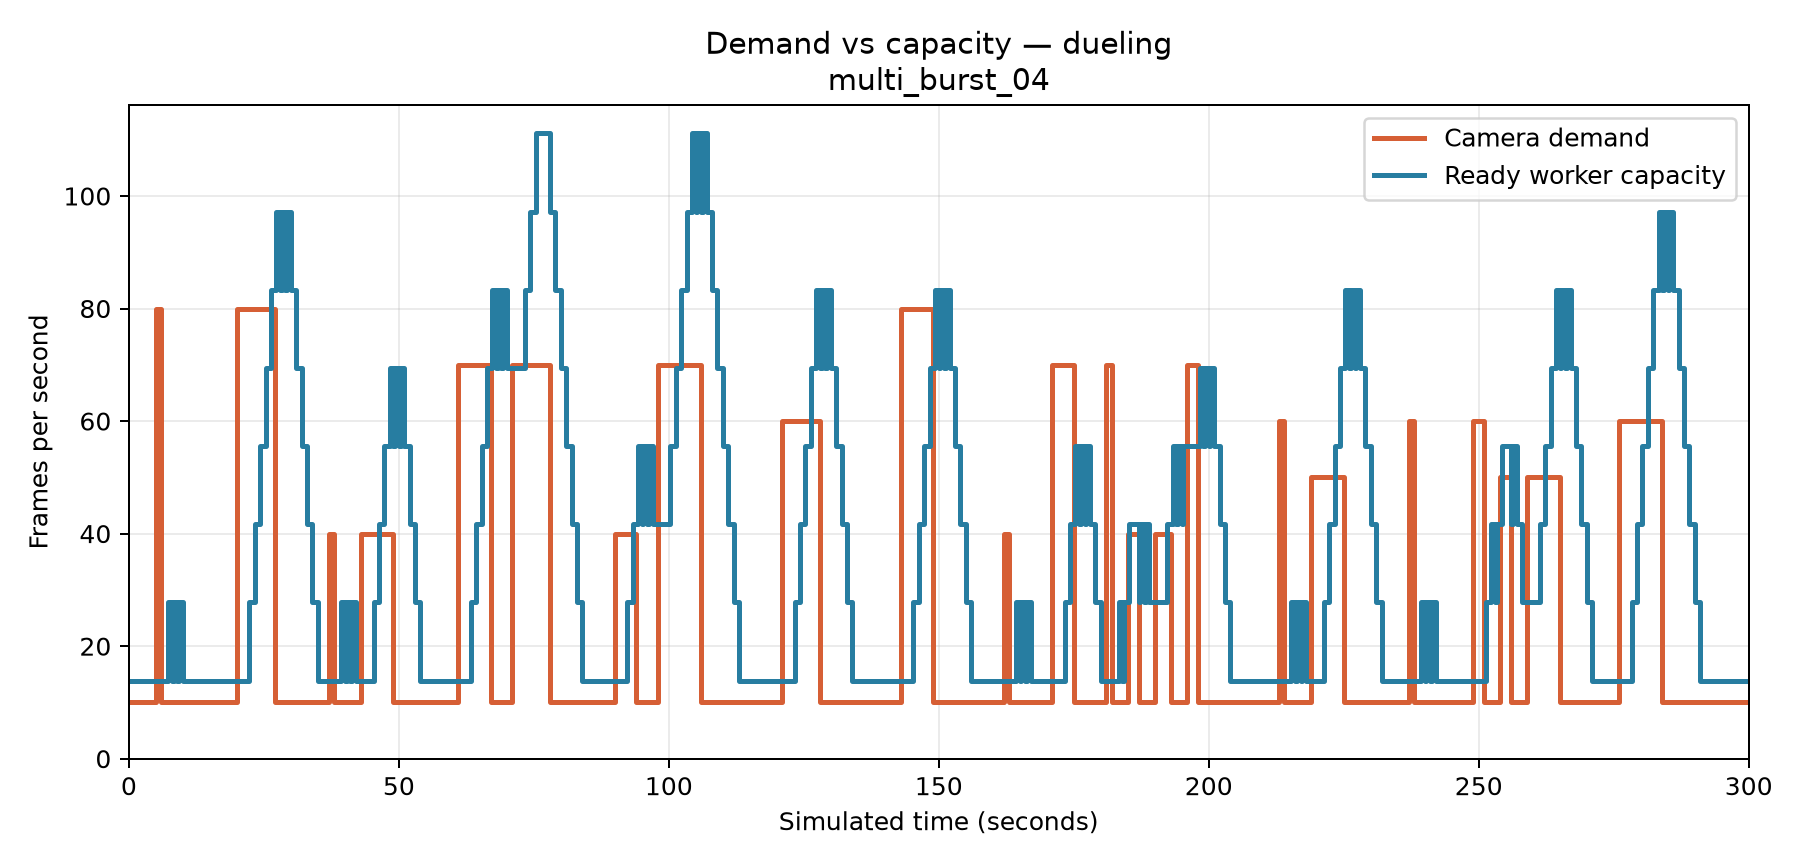 Demand vs capacity — dueling
multi_burst_04
Camera demand
Ready worker capacity
Frames per second
100
80
60
40
20
0
0 50 100 150 200 250 300
Simulated time (seconds)